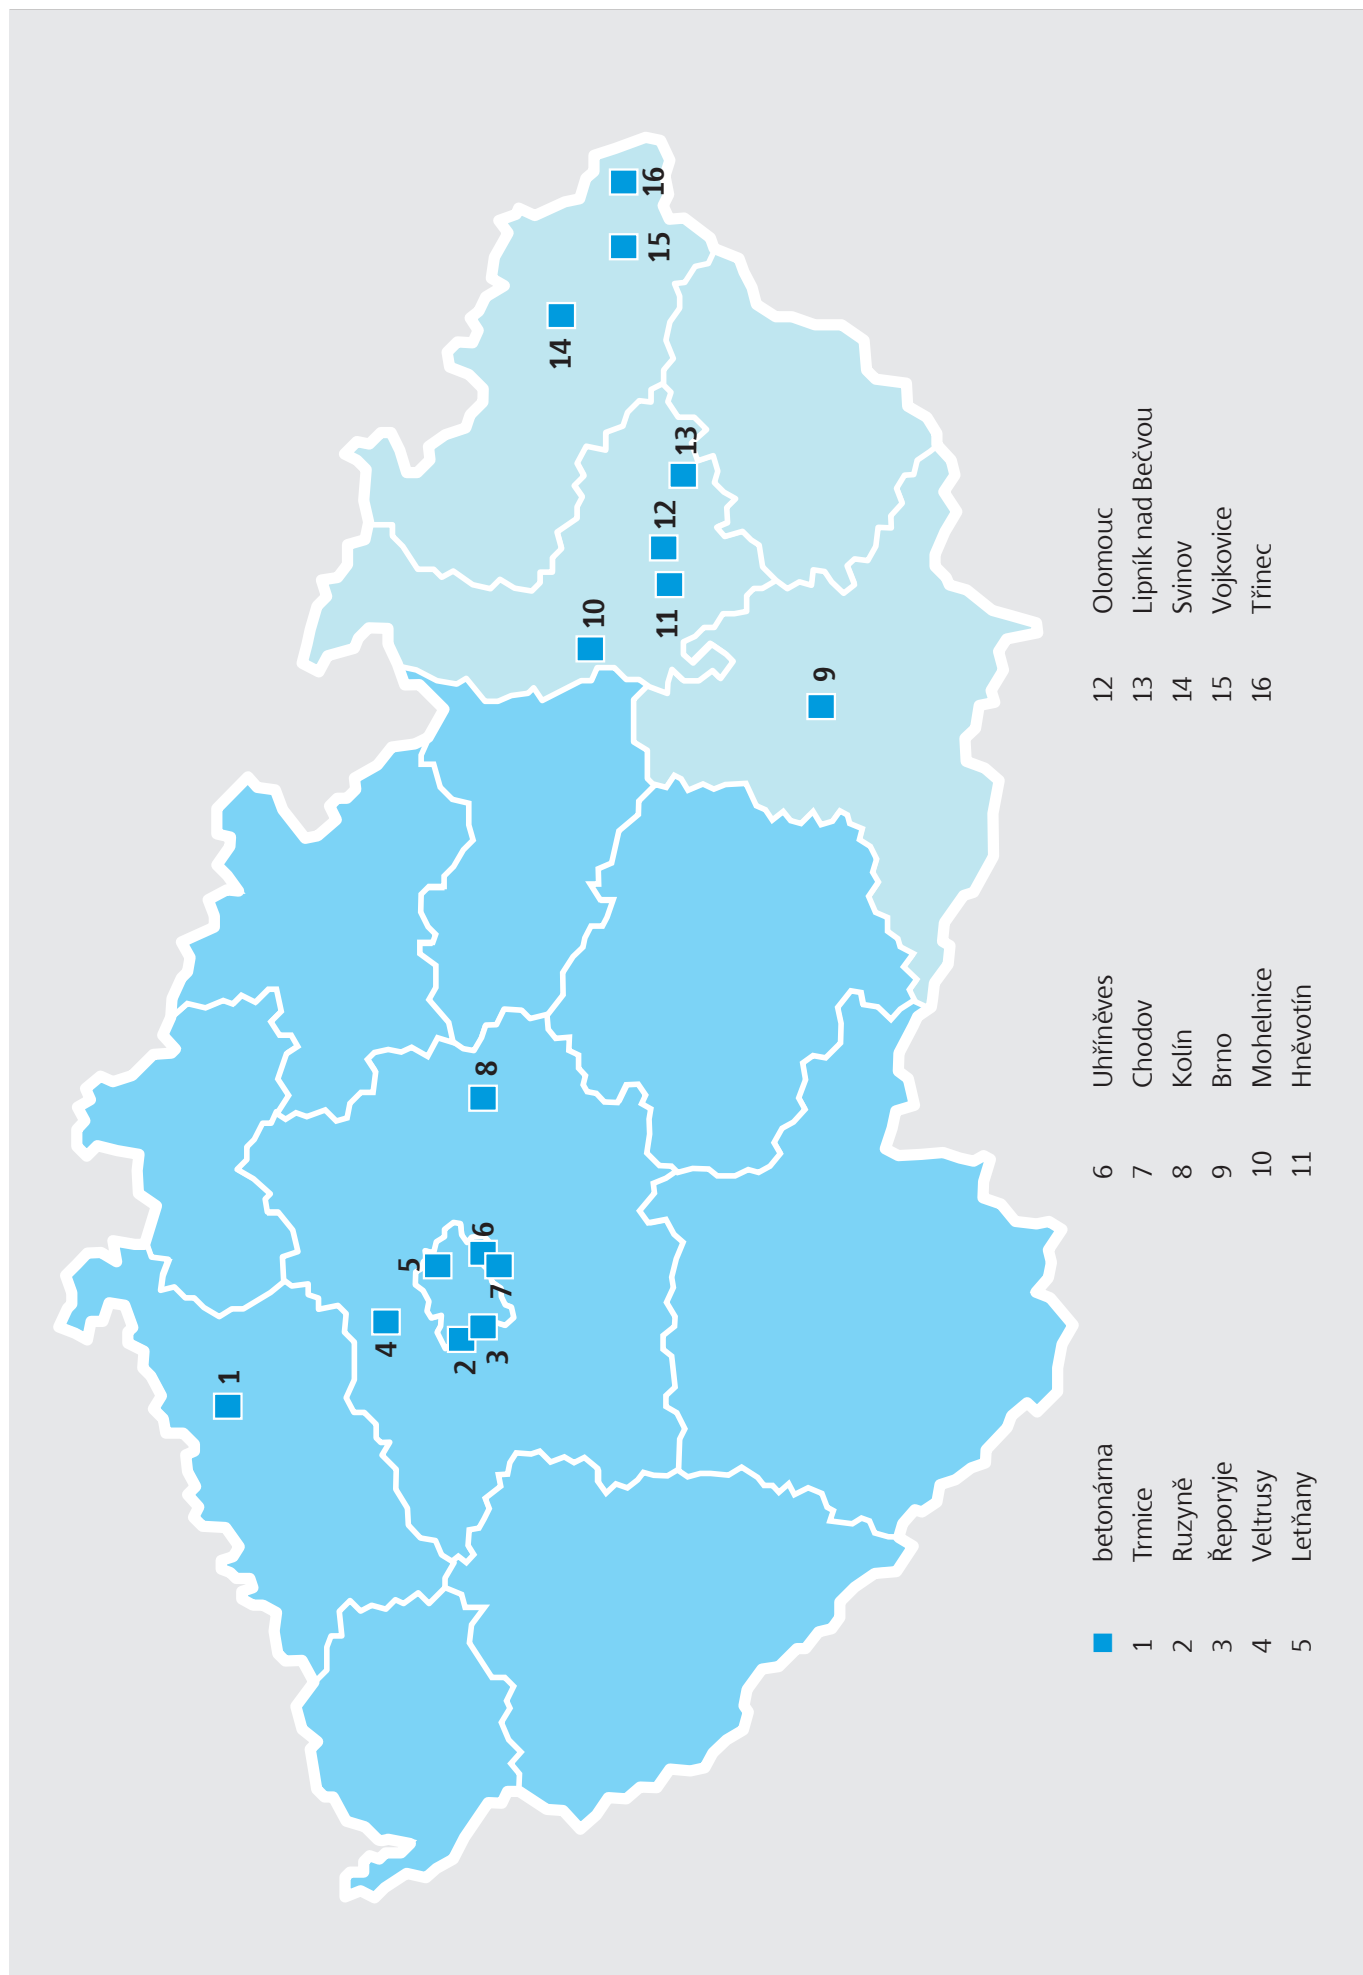 1
2
3
4
5
6
7
8
9
10
11
12
13
14
15
16
betonárna
1 Trmice
2 Ruzyně
3 Řeporyje
4 Veltrusy
5 Letňany
6 Uhříněves
7 Chodov
8 Kolín
9 Brno
10 Mohelnice
11 Hněvotín
12 Olomouc
13 Lipník nad Bečvou
14 Svinov
15 Vojkovice
16 Třinec